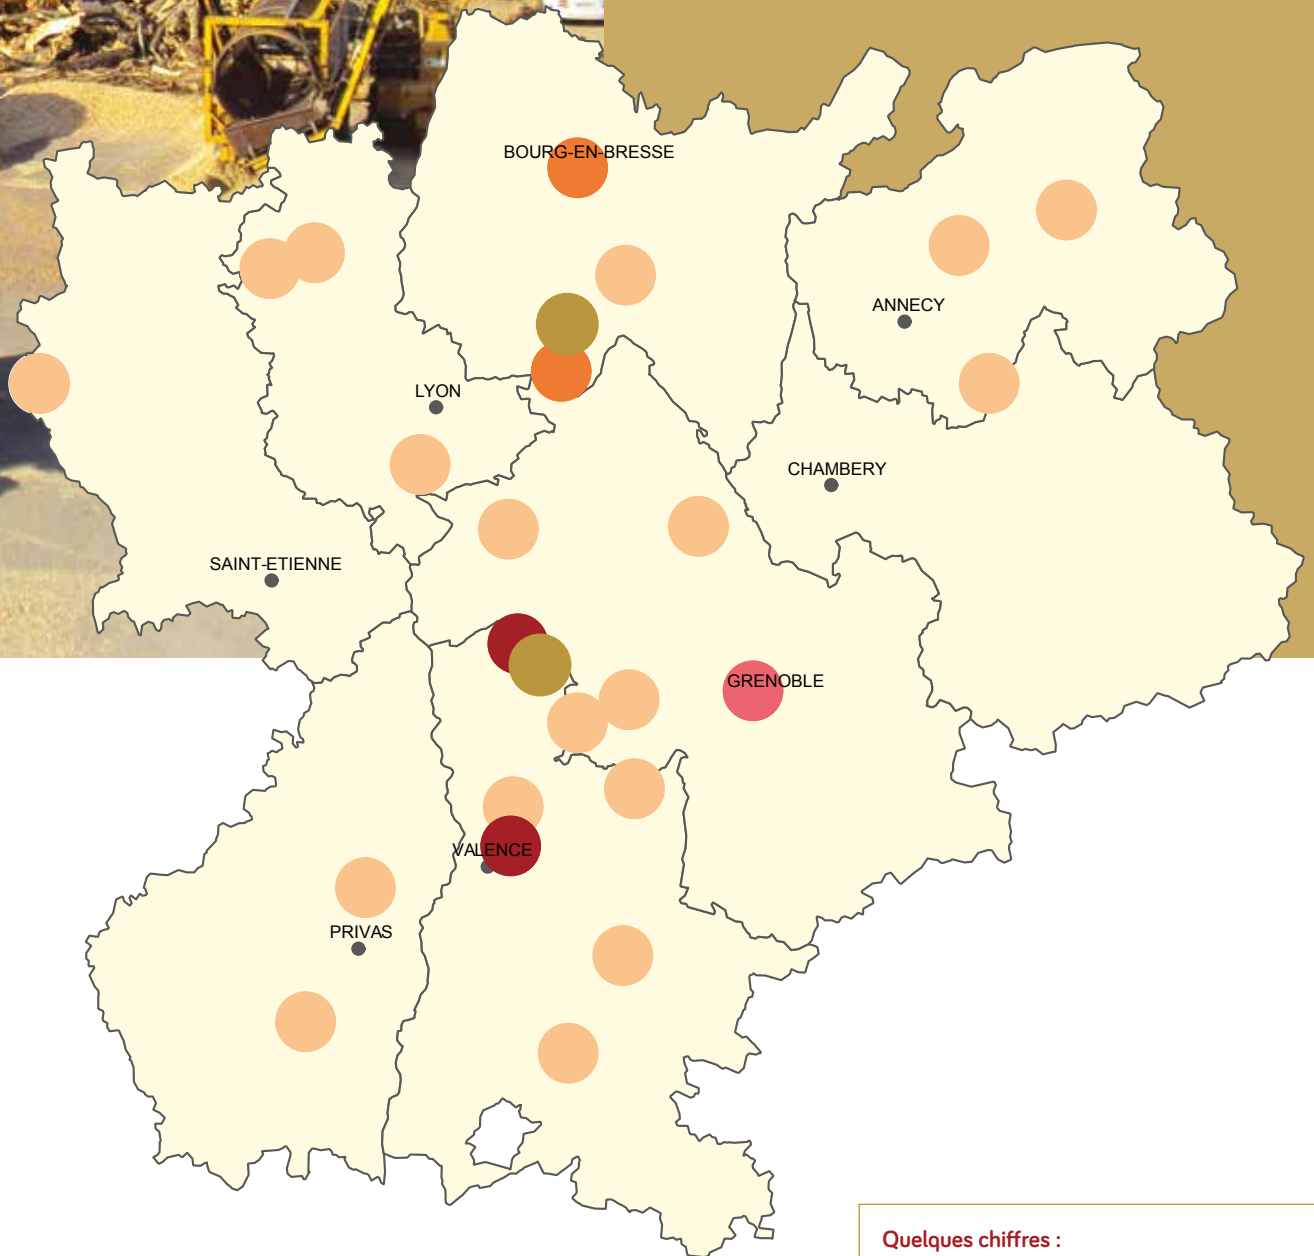 BOURG-EN-BRESSE
ANNECY
LYON
CHAMBERY
SAINT-ETIENNE
GRENOBLE
VALENCE
PRIVAS
Quelques chiffres :